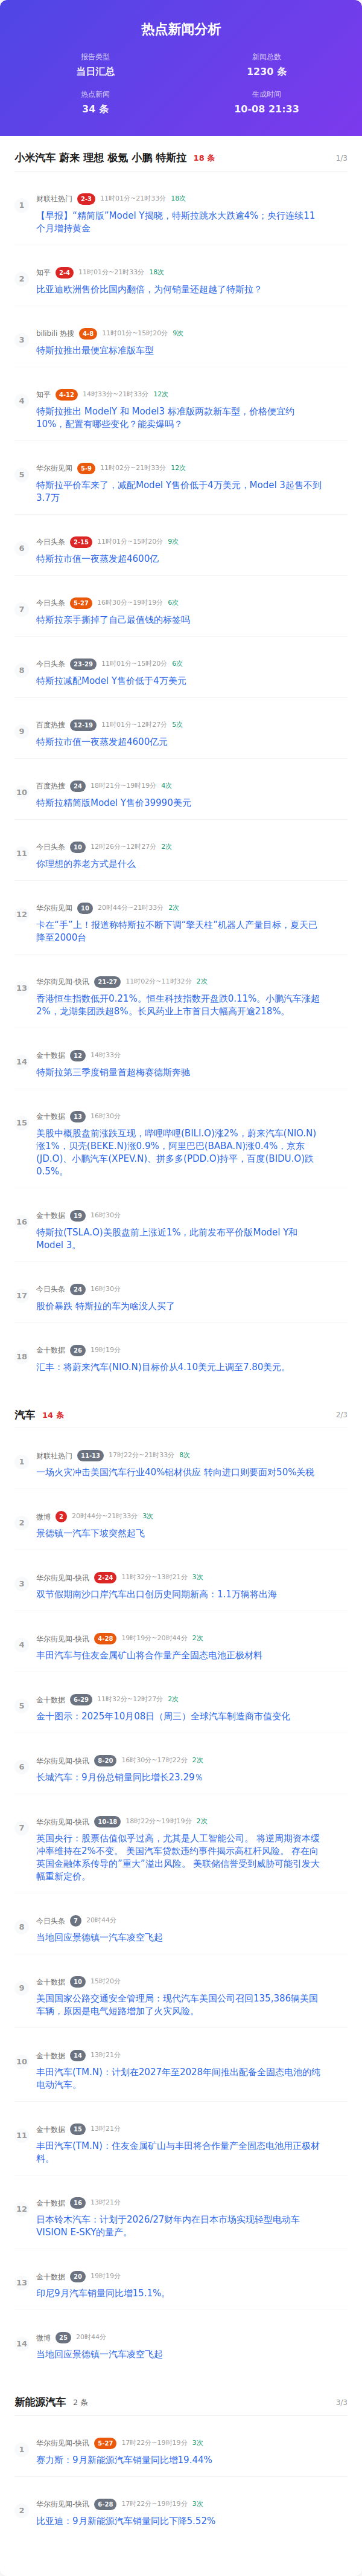 热点新闻分析
报告类型
新闻总数
当日汇总
1230 条
热点新闻
生成时间
34 条
10-08 21:33
小米汽车 蔚来 理想 极氪 小鹏 特斯拉 18 条 1/3
1 财联社热门 2-3 11时01分~21时33分 18次
【早报】“精简版”Model Y揭晓，特斯拉跳水大跌逾4%；央行连续11
个月增持黄金
2 知乎 2-4 11时01分~21时33分 18次
比亚迪欧洲售价比国内翻倍，为何销量还超越了特斯拉？
3 bilibili 热搜 4-8 11时01分~15时20分 9次
特斯拉推出最便宜标准版车型
4 知乎 4-12 14时33分~21时33分 12次
特斯拉推出 ModelY 和 Model3 标准版两款新车型，价格便宜约
10%，配置有哪些变化？能卖爆吗？
5 华尔街见闻 5-9 11时02分~21时33分 12次
特斯拉平价车来了，减配Model Y售价低于4万美元，Model 3起售不到
3.7万
6 今日头条 2-15 11时01分~15时20分 9次
特斯拉市值一夜蒸发超4600亿
7 今日头条 5-27 16时30分~19时19分 6次
特斯拉亲手撕掉了自己最值钱的标签吗
8 今日头条 23-29 11时01分~15时20分 6次
特斯拉减配Model Y售价低于4万美元
9 百度热搜 12-19 11时01分~12时27分 5次
特斯拉市值一夜蒸发超4600亿元
10 百度热搜 24 18时21分~19时19分 4次
特斯拉精简版Model Y售价39990美元
11 今日头条 10 12时26分~12时27分 2次
你理想的养老方式是什么
12 华尔街见闻 10 20时44分~21时33分 2次
卡在“手”上！报道称特斯拉不断下调“擎天柱”机器人产量目标，夏天已
降至2000台
13 华尔街见闻-快讯 21-27 11时02分~11时32分 2次
香港恒生指数低开0.21%。恒生科技指数开盘跌0.11%。小鹏汽车涨超
2%，龙湖集团跌超8%。长风药业上市首日大幅高开逾218%。
14 金十数据 12 14时33分
特斯拉第三季度销量首超梅赛德斯奔驰
15 金十数据 13 16时30分
美股中概股盘前涨跌互现，哔哩哔哩(BILI.O)涨2%，蔚来汽车(NIO.N)
涨1%，贝壳(BEKE.N)涨0.9%，阿里巴巴(BABA.N)涨0.4%，京东
(JD.O)、小鹏汽车(XPEV.N)、拼多多(PDD.O)持平，百度(BIDU.O)跌
0.5%。
16 金十数据 19 16时30分
特斯拉(TSLA.O)美股盘前上涨近1%，此前发布平价版Model Y和
Model 3。
17 今日头条 24 16时30分
股价暴跌 特斯拉的车为啥没人买了
18 金十数据 26 19时19分
汇丰：将蔚来汽车(NIO.N)目标价从4.10美元上调至7.80美元。
汽车 14 条 2/3
1 财联社热门 11-13 17时22分~21时33分 8次
一场火灾冲击美国汽车行业40%铝材供应 转向进口则要面对50%关税
2 微博 2 20时44分~21时33分 3次
景德镇一汽车下坡突然起飞
3 华尔街见闻-快讯 2-24 11时32分~13时21分 3次
双节假期南沙口岸汽车出口创历史同期新高：1.1万辆将出海
4 华尔街见闻-快讯 4-28 19时19分~20时44分 2次
丰田汽车与住友金属矿山将合作量产全固态电池正极材料
5 金十数据 6-29 11时32分~12时27分 2次
金十图示：2025年10月08日（周三）全球汽车制造商市值变化
6 华尔街见闻-快讯 8-20 16时30分~17时22分 2次
长城汽车：9月份总销量同比增长23.29％
7 华尔街见闻-快讯 10-18 18时22分~19时19分 2次
英国央行：股票估值似乎过高，尤其是人工智能公司。 将逆周期资本缓
冲率维持在2%不变。 美国汽车贷款违约事件揭示高杠杆风险。 存在向
英国金融体系传导的“重大”溢出风险。 美联储信誉受到威胁可能引发大
幅重新定价。
8 今日头条 7 20时44分
当地回应景德镇一汽车凌空飞起
9 金十数据 10 15时20分
美国国家公路交通安全管理局：现代汽车美国公司召回135,386辆美国
车辆，原因是电气短路增加了火灾风险。
10 金十数据 14 13时21分
丰田汽车(TM.N)：计划在2027年至2028年间推出配备全固态电池的纯
电动汽车。
11 金十数据 15 13时21分
丰田汽车(TM.N)：住友金属矿山与丰田将合作量产全固态电池用正极材
料。
12 金十数据 16 13时21分
日本铃木汽车：计划于2026/27财年内在日本市场实现轻型电动车
VISION E-SKY的量产。
13 金十数据 20 19时19分
印尼9月汽车销量同比增15.1%。
14 微博 25 20时44分
当地回应景德镇一汽车凌空飞起
新能源汽车 2 条 3/3
1 华尔街见闻-快讯 5-27 17时22分~19时19分 3次
赛力斯：9月新能源汽车销量同比增19.44%
2 华尔街见闻-快讯 6-28 17时22分~19时19分 3次
比亚迪：9月新能源汽车销量同比下降5.52%